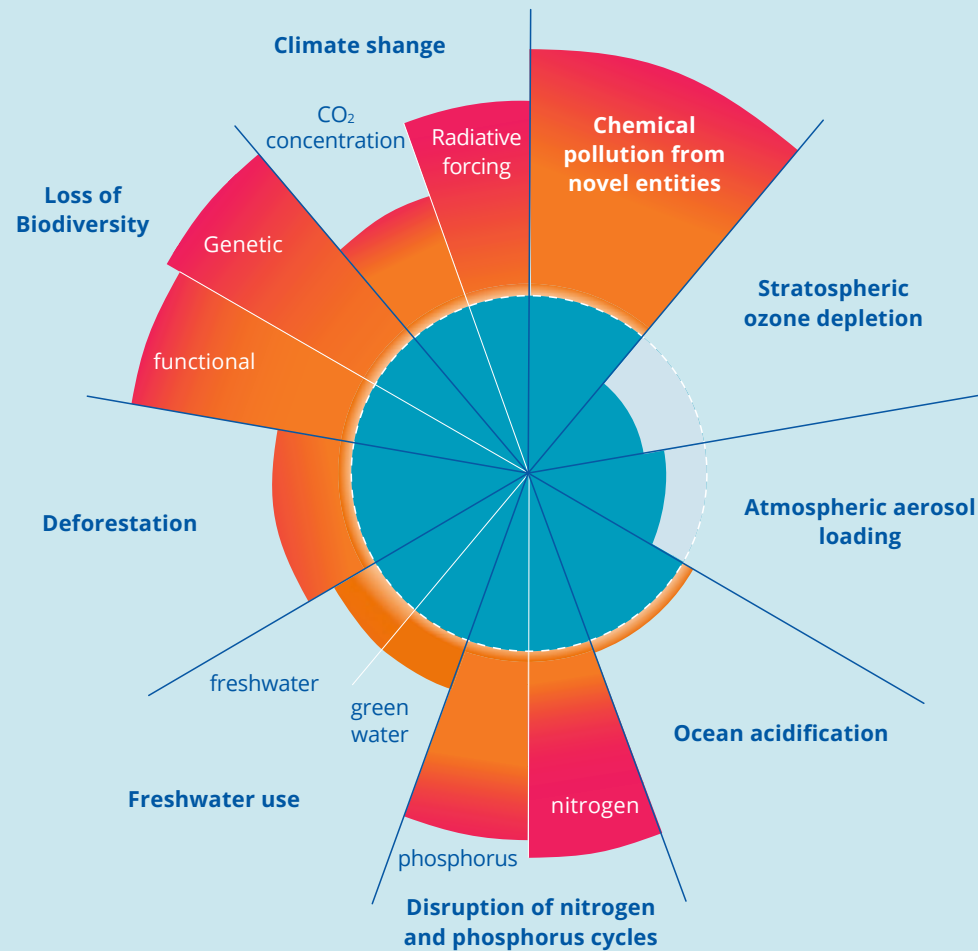 Climate change
CO₂
concentration
Radiative
forcing
Chemical
pollution from
novel entities
Loss of
Biodiversity
Genetic
functional
Stratospheric
ozone depletion
Deforestation
Atmospheric aerosol
loading
freshwater
green
water
Ocean acidification
Freshwater use
nitrogen
phosphorus
Disruption of nitrogen
and phosphorus cycles